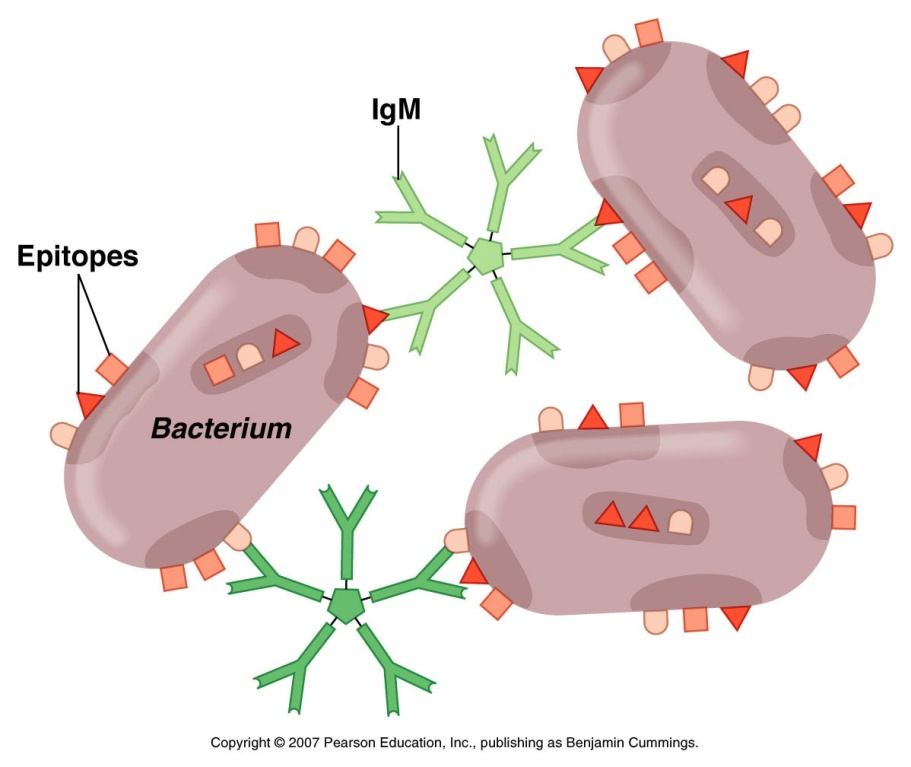 IgM
Epitopes
Bacterium
Copyright © 2007 Pearson Education, Inc., publishing as Benjamin Cummings.